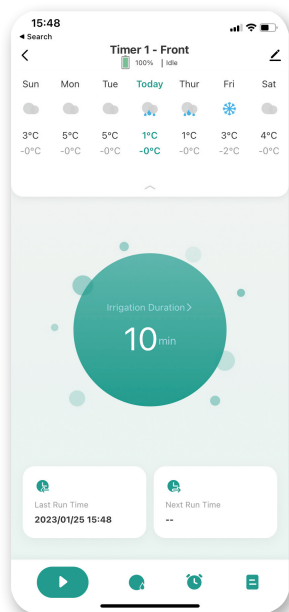 15:48
Search
Timer 1 - Front
100% | Idle
Sun Mon Tue Today Thur Fri Sat
3°C 5°C 5°C 1°C 1°C 3°C 4°C
-0°C -0°C -0°C -0°C -0°C -2°C -0°C
Irrigation Duration >
10 min
Last Run Time
2023/01/25 15:48
Next Run Time
--